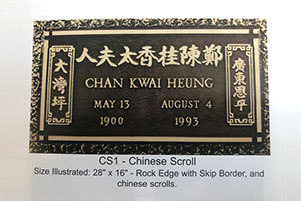 人夫太香桂陳鄭
大灣坪
廣東恩平
CHAN KWAI HEUNG
MAY 13 AUGUST 4
1900 1993
CS1 - Chinese Scroll
Size Illustrated: 28" x 16" - Rock Edge with Skip Border, and
chinese scrolls.